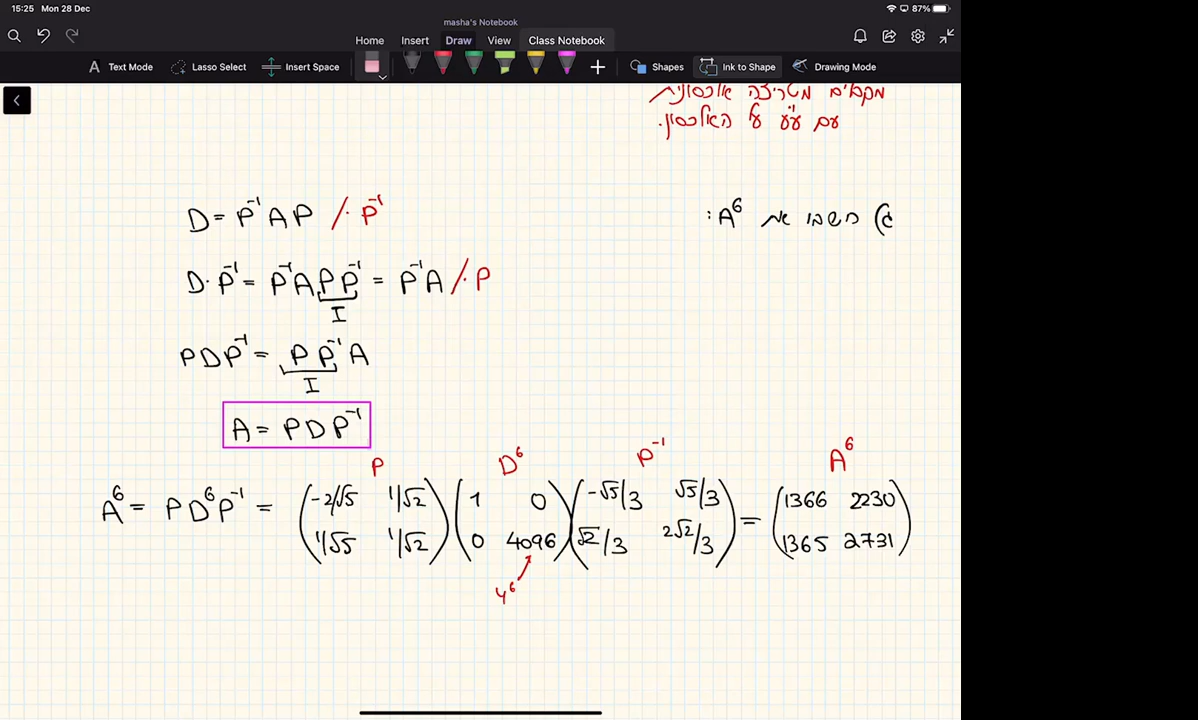 15:25 Mon 28 Dec
87%
masha's Notebook
Home Insert Draw View Class Notebook
Text Mode Lasso Select Insert Space Shapes Ink to Shape Drawing Mode
מקבלים מטריצה אלכסונית
עם ע"ע על האלכסון.
ג) חשבו את A⁶:
D = P⁻¹AP /·P⁻¹
D·P⁻¹ = P⁻¹APP⁻¹ = P⁻¹A /·P
I
PDP⁻¹ = PP⁻¹A
I
A = PDP⁻¹
P D⁶ P⁻¹ A⁶
A⁶ = PD⁶P⁻¹ = (-2/√5 1/√2) (1 0) (-√5/3 √5/3) = (1366 2230)
(1/√5 1/√2) (0 4096) (√2/3 2√2/3) (1365 2731)
4⁶